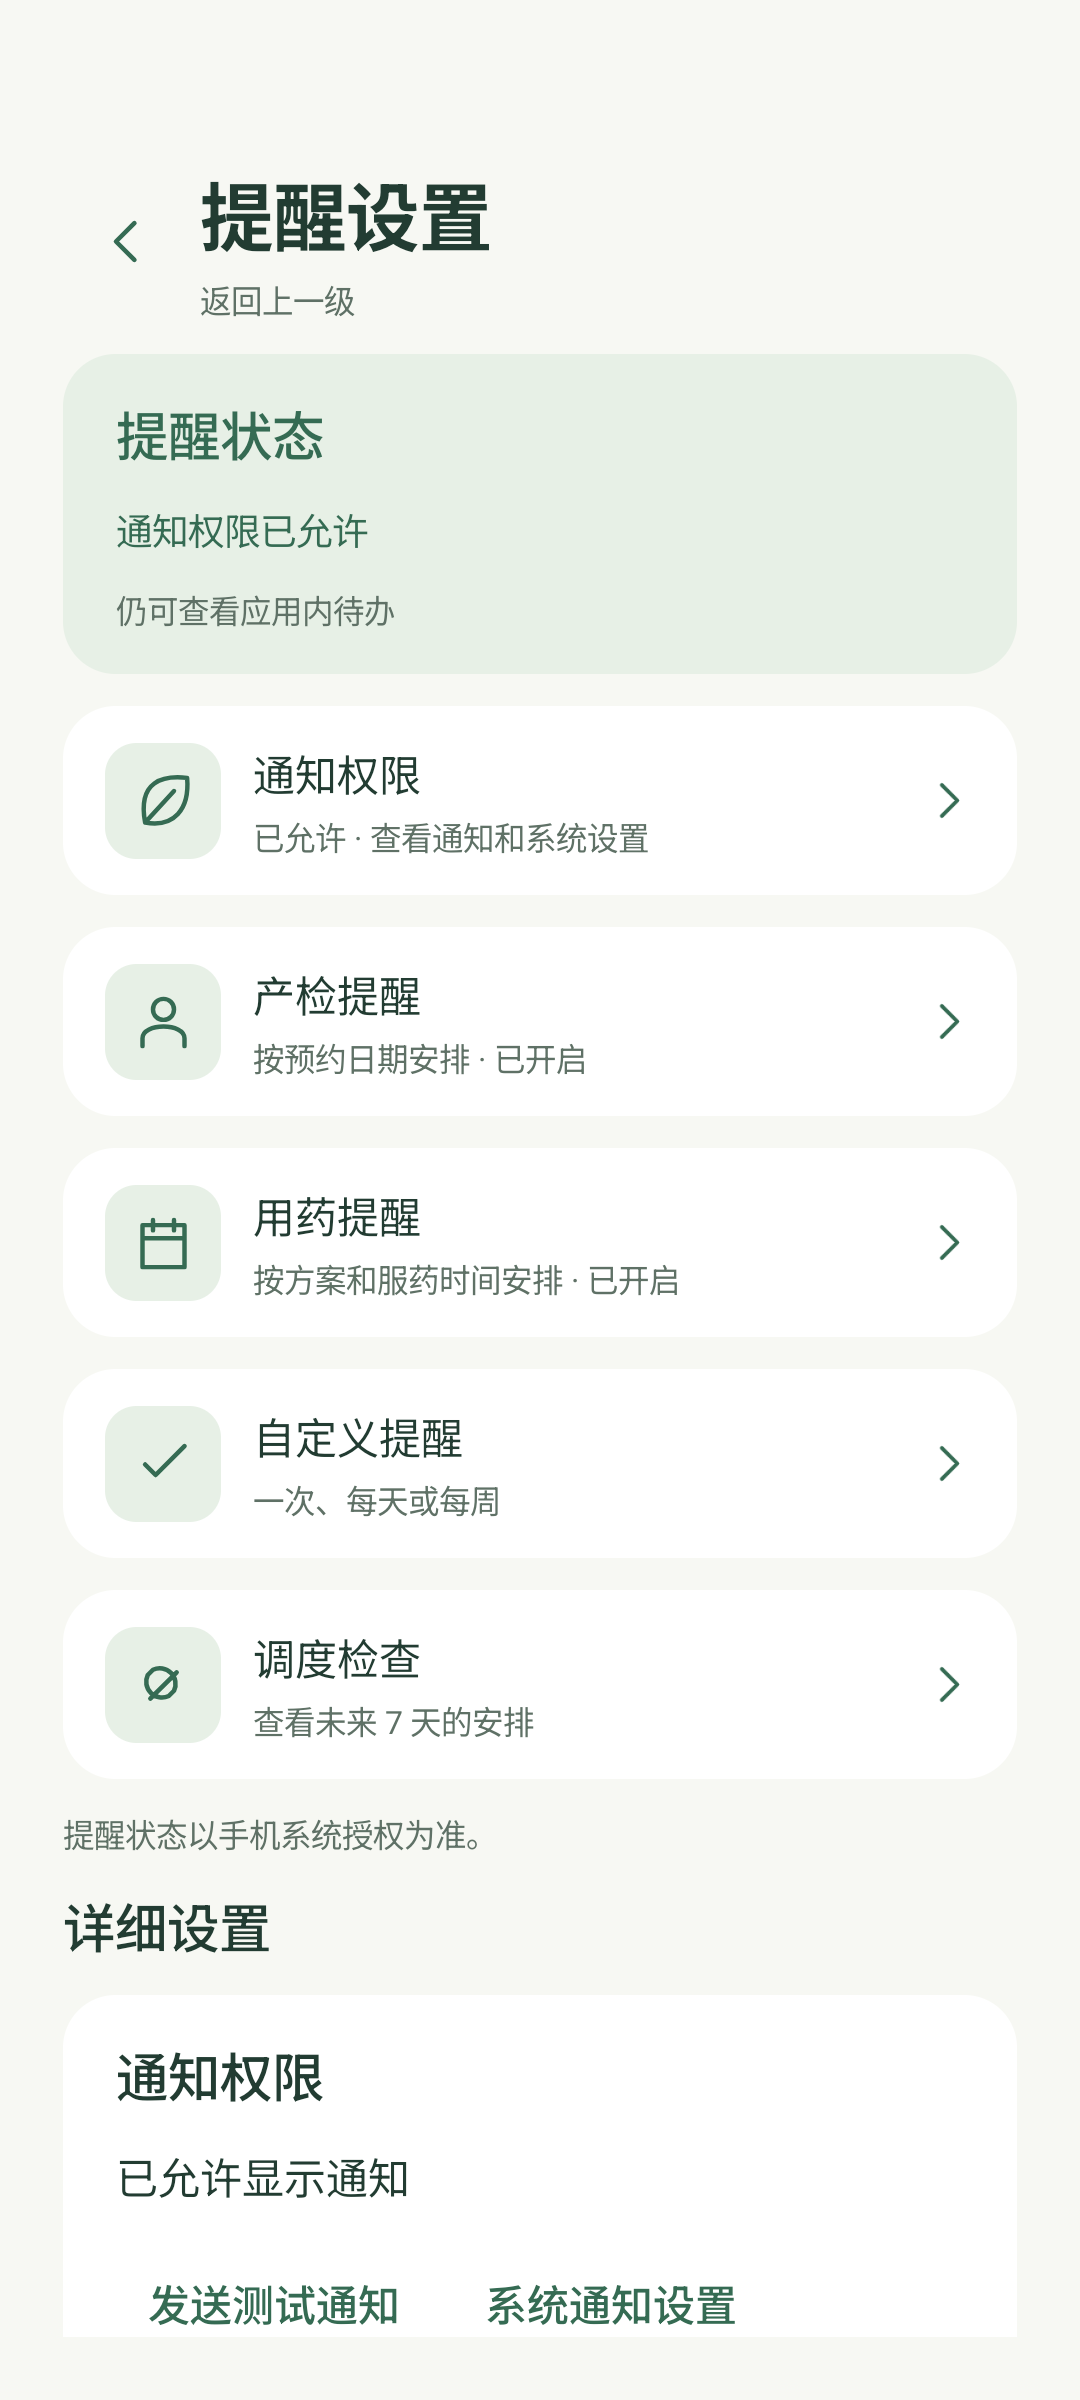 提醒设置
返回上一级
提醒状态
通知权限已允许
仍可查看应用内待办
通知权限
已允许 · 查看通知和系统设置
产检提醒
按预约日期安排 · 已开启
用药提醒
按方案和服药时间安排 · 已开启
自定义提醒
一次、每天或每周
调度检查
查看未来 7 天的安排
提醒状态以手机系统授权为准。
详细设置
通知权限
已允许显示通知
发送测试通知 系统通知设置